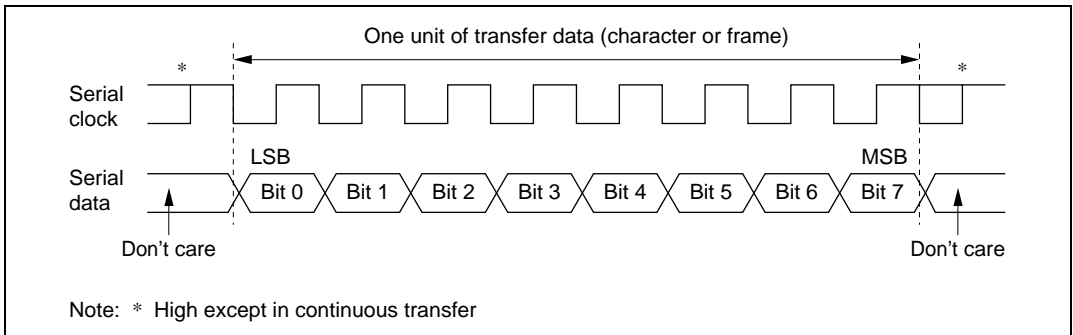 One unit of transfer data (character or frame)
* *
Serial clock
LSB MSB
Serial data
Bit 0 Bit 1 Bit 2 Bit 3 Bit 4 Bit 5 Bit 6 Bit 7
Don't care Don't care
Note: * High except in continuous transfer